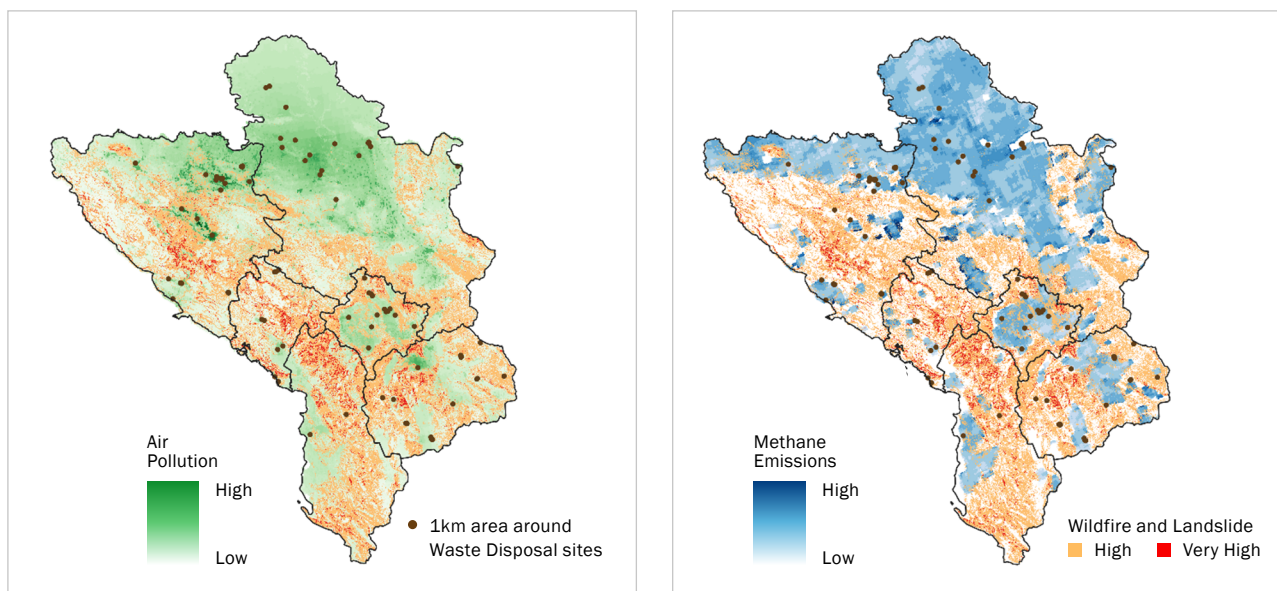 Air
Pollution
High
Low
1km area around
Waste Disposal sites
Methane
Emissions
High
Low
Wildfire and Landslide
High
Very High